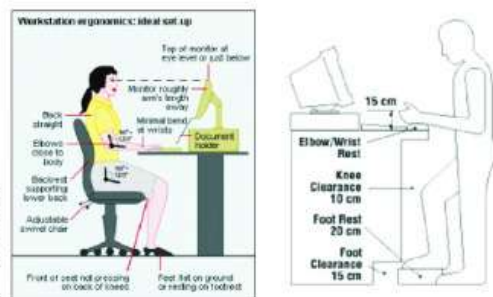 Workstation ergonomics: ideal set-up
Top of monitor at
eye level or just below
Monitor roughly
arm's length
away
Minimal bend
at wrists
Document
holder
Back
straight
Elbows
close to
body
Backrest
supporting
lower back
Adjustable
swivel chair
Front of seat not pressing
on back of knees
Feet flat on ground
or resting on footrest
15 cm
Elbow/Wrist
Rest
Knee
Clearance
10 cm
Foot Rest
20 cm
Foot
Clearance
15 cm